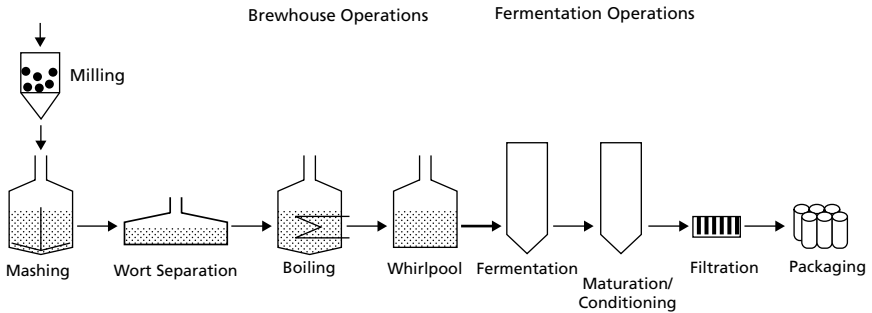 Brewhouse Operations
Fermentation Operations
Milling
Mashing
Wort Separation
Boiling
Whirlpool
Fermentation
Maturation/
Conditioning
Filtration
Packaging